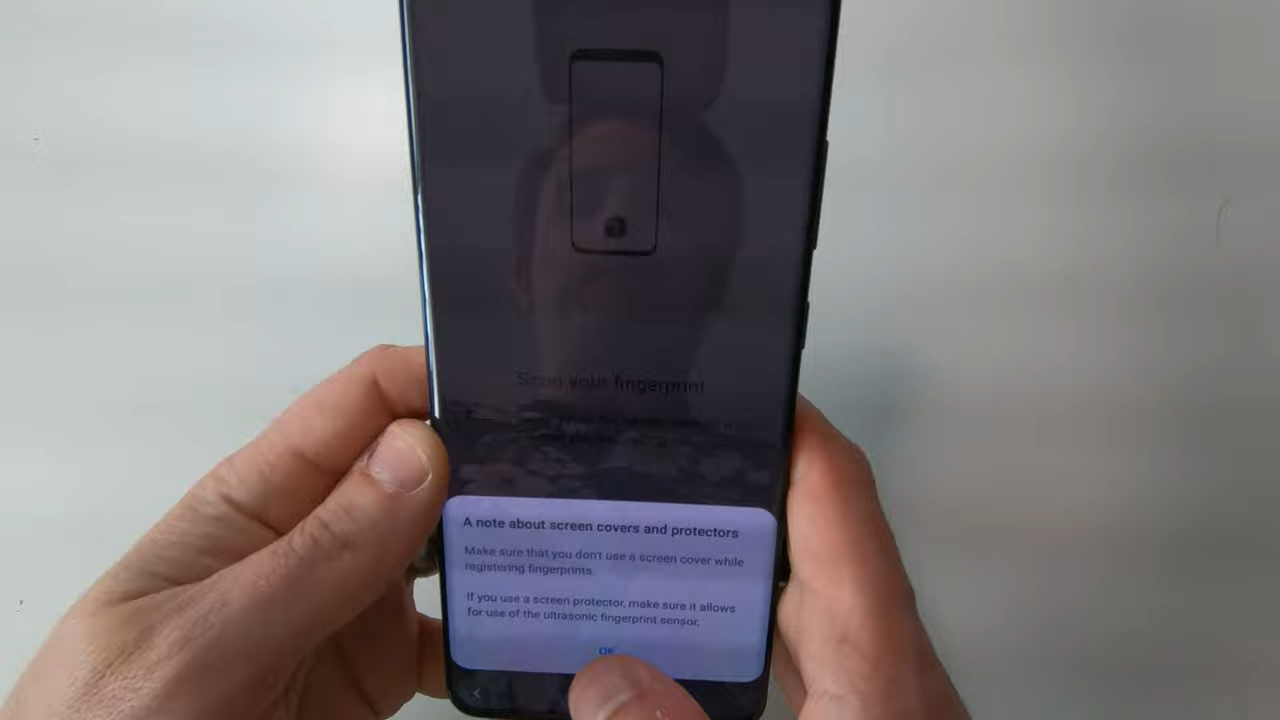 Scan your fingerprint
A note about screen covers and protectors
Make sure that you don't use a screen cover while
registering fingerprints.
If you use a screen protector, make sure it allows
for use of the ultrasonic fingerprint sensor.
OK